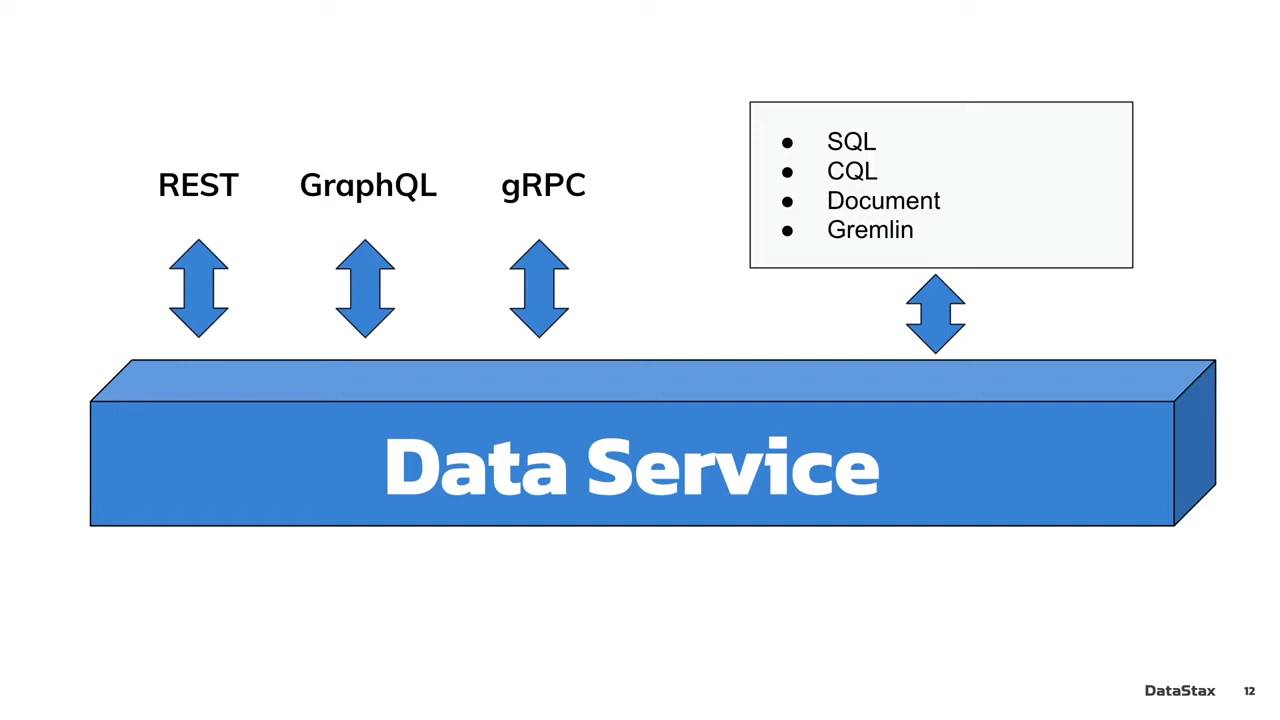 REST GraphQL gRPC
● SQL
● CQL
● Document
● Gremlin
Data Service
DataStax 12